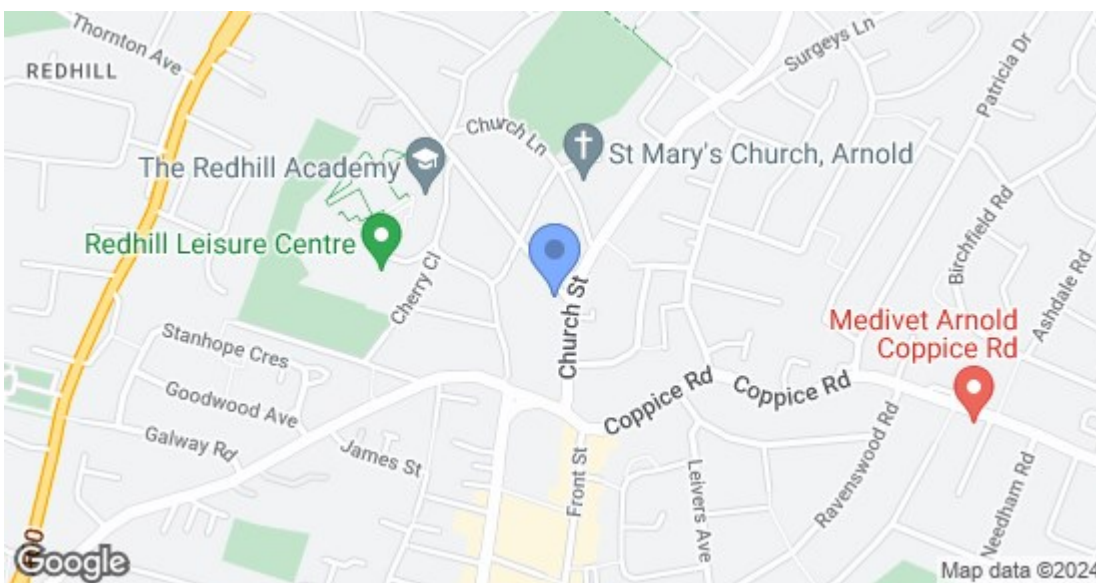 Thornton Ave
REDHILL
Surgeys Ln
Patricia Dr
Church Ln
The Redhill Academy
St Mary's Church, Arnold
Birchfield Rd
Redhill Leisure Centre
Cherry Cl
Church St
Ashdale Rd
Medivet Arnold
Coppice Rd
Stanhope Cres
Goodwood Ave
Galway Rd
James St
Coppice Rd
Coppice Rd
Front St
Leivers Ave
Ravenswood Rd
Needham Rd
Google
Map data ©2024